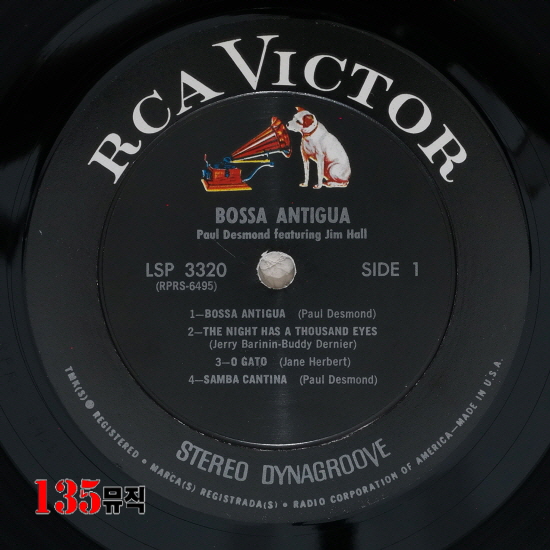 RCA VICTOR
BOSSA ANTIGUA
Paul Desmond featuring Jim Hall
LSP 3320
(RPRS-6495)
SIDE 1
1—BOSSA ANTIGUA (Paul Desmond)
2—THE NIGHT HAS A THOUSAND EYES
(Jerry Barinin-Buddy Dernier)
3—O GATO (Jane Herbert)
4—SAMBA CANTINA (Paul Desmond)
STEREO DYNAGROOVE
TMK(S) ® REGISTERED • MARCA(S) REGISTRADA(S) • RADIO CORPORATION OF AMERICA—MADE IN U.S.A.
135뮤직